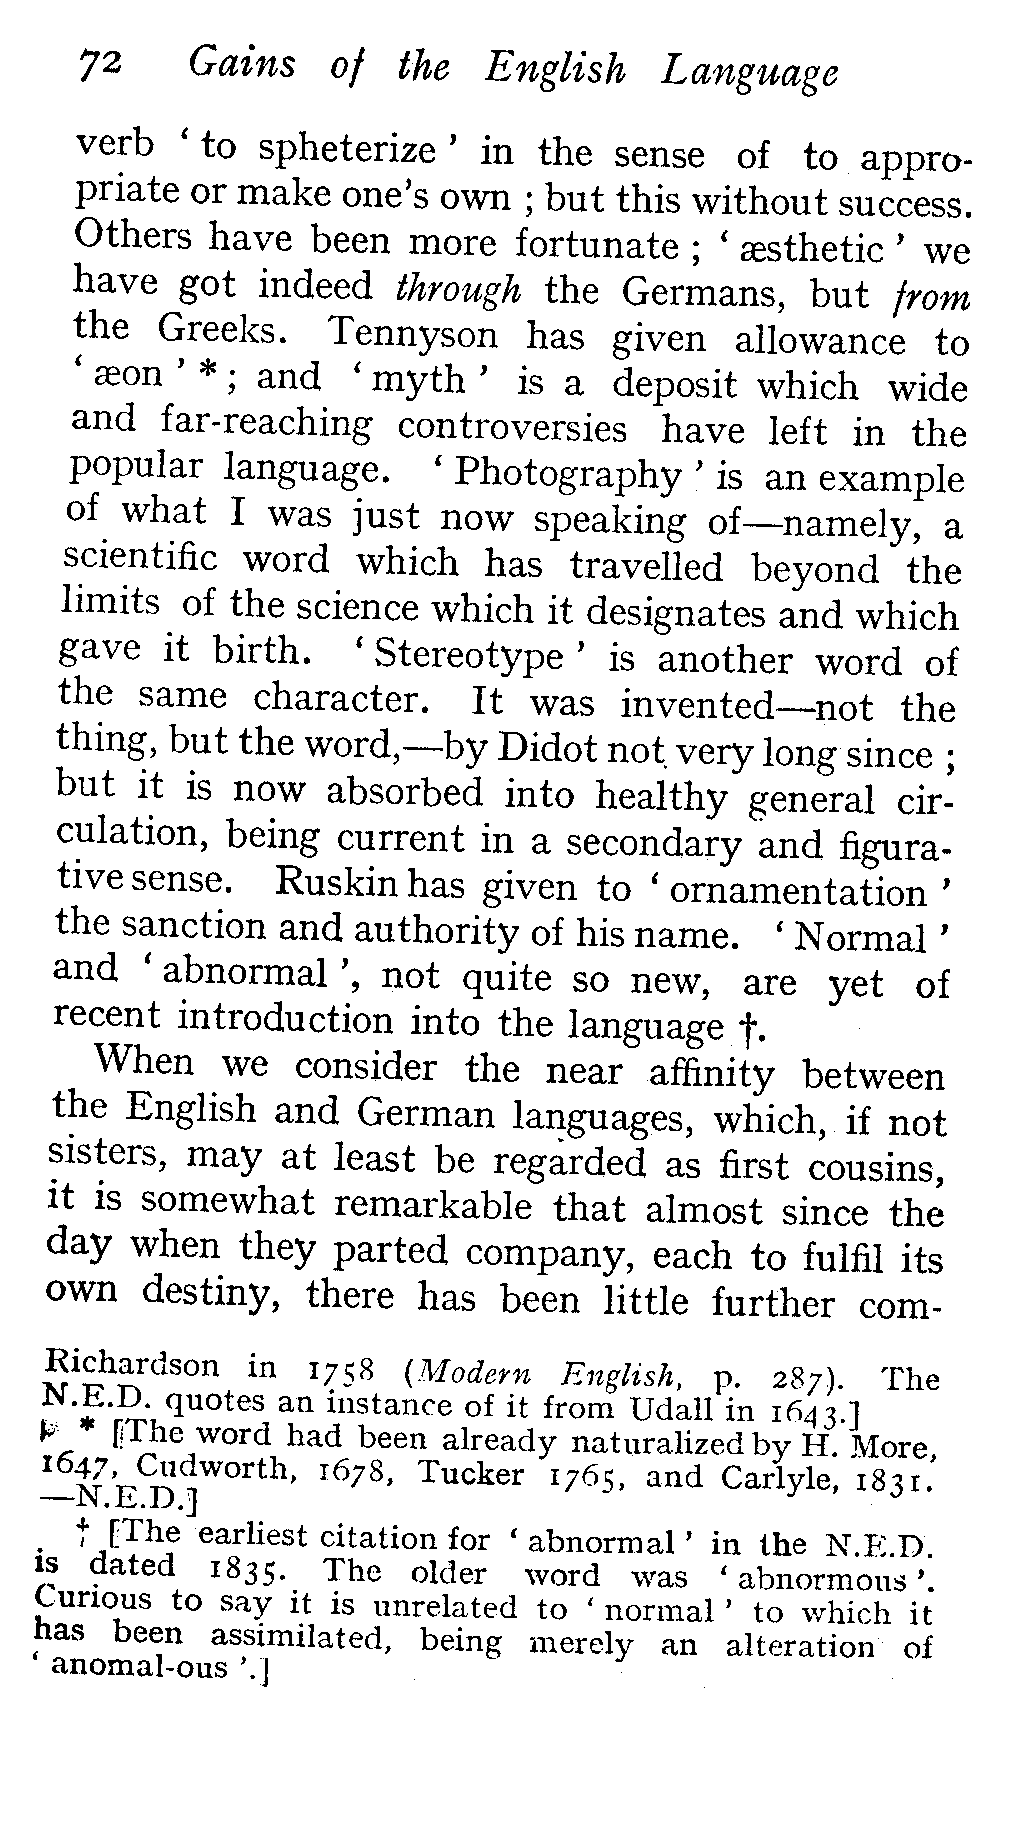 72 Gains of the English Language
verb ‘ to spheterize ’ in the sense of to appro-
priate or make one’s own ; but this without success.
Others have been more fortunate ; ‘ æsthetic ’ we
have got indeed through the Germans, but from
the Greeks. Tennyson has given allowance to
‘ æon ’ * ; and ‘ myth ’ is a deposit which wide
and far-reaching controversies have left in the
popular language. ‘ Photography ’ is an example
of what I was just now speaking of—namely, a
scientific word which has travelled beyond the
limits of the science which it designates and which
gave it birth. ‘ Stereotype ’ is another word of
the same character. It was invented—not the
thing, but the word,—by Didot not very long since ;
but it is now absorbed into healthy general cir-
culation, being current in a secondary and figura-
tive sense. Ruskin has given to ‘ ornamentation ’
the sanction and authority of his name. ‘ Normal ’
and ‘ abnormal ’, not quite so new, are yet of
recent introduction into the language †.
When we consider the near affinity between
the English and German languages, which, if not
sisters, may at least be regarded as first cousins,
it is somewhat remarkable that almost since the
day when they parted company, each to fulfil its
own destiny, there has been little further com-
Richardson in 1758 (Modern English, p. 287). The
N.E.D. quotes an instance of it from Udall in 1643.]
* [The word had been already naturalized by H. More,
1647, Cudworth, 1678, Tucker 1765, and Carlyle, 1831.
—N.E.D.]
† [The earliest citation for ‘ abnormal ’ in the N.E.D.
is dated 1835. The older word was ‘ abnormous ’.
Curious to say it is unrelated to ‘ normal ’ to which it
has been assimilated, being merely an alteration of
‘ anomal-ous ’.]